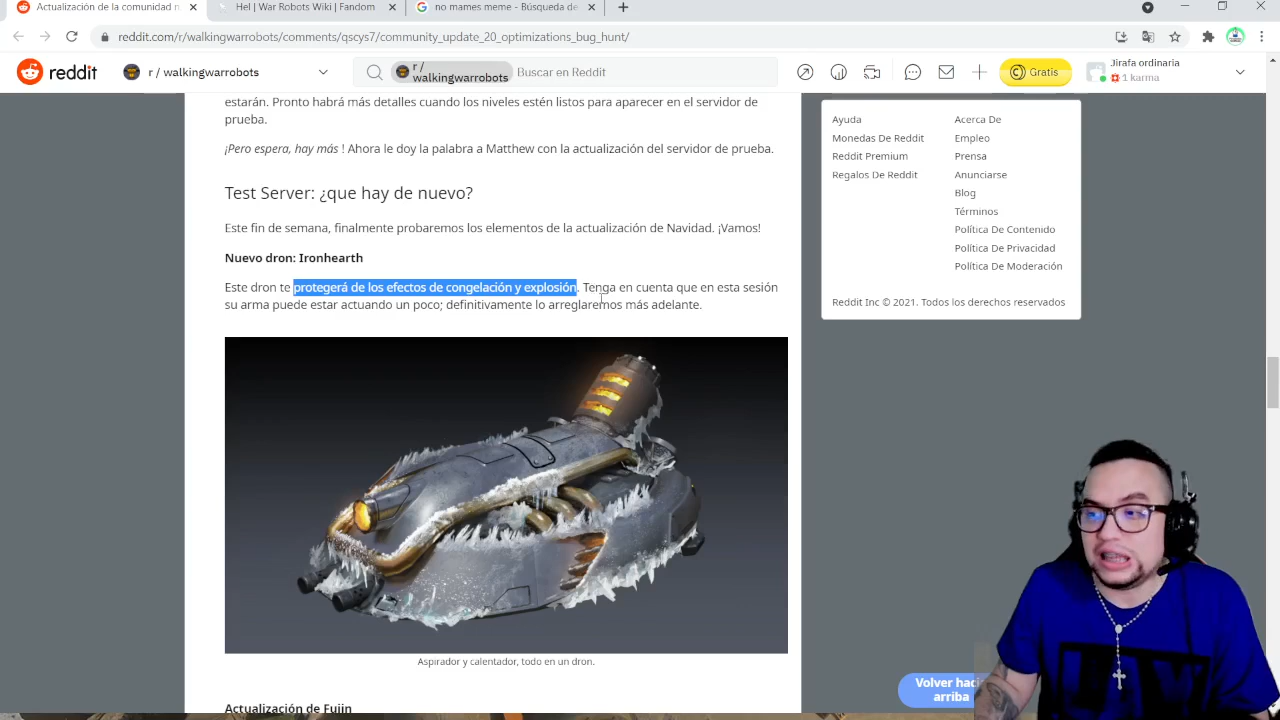 Actualización de la comunidad n
Hel | War Robots Wiki | Fandom
no mames meme - Búsqueda de
reddit.com/r/walkingwarrobots/comments/qscys7/community_update_20_optimizations_bug_hunt/
reddit
r / walkingwarrobots
r /
walkingwarrobots
Buscar en Reddit
Gratis
Jirafa ordinaria
1 karma
estarán. Pronto habrá más detalles cuando los niveles estén listos para aparecer en el servidor de
prueba.
¡Pero espera, hay más ! Ahora le doy la palabra a Matthew con la actualización del servidor de prueba.
Test Server: ¿que hay de nuevo?
Este fin de semana, finalmente probaremos los elementos de la actualización de Navidad. ¡Vamos!
Nuevo dron: Ironhearth
Este dron te protegerá de los efectos de congelación y explosión. Tenga en cuenta que en esta sesión
su arma puede estar actuando un poco; definitivamente lo arreglaremos más adelante.
Aspirador y calentador, todo en un dron.
Actualización de Fujin
Ayuda
Monedas De Reddit
Reddit Premium
Regalos De Reddit
Acerca De
Empleo
Prensa
Anunciarse
Blog
Términos
Política De Contenido
Política De Privacidad
Política De Moderación
Reddit Inc © 2021. Todos los derechos reservados
Volver haci
arriba